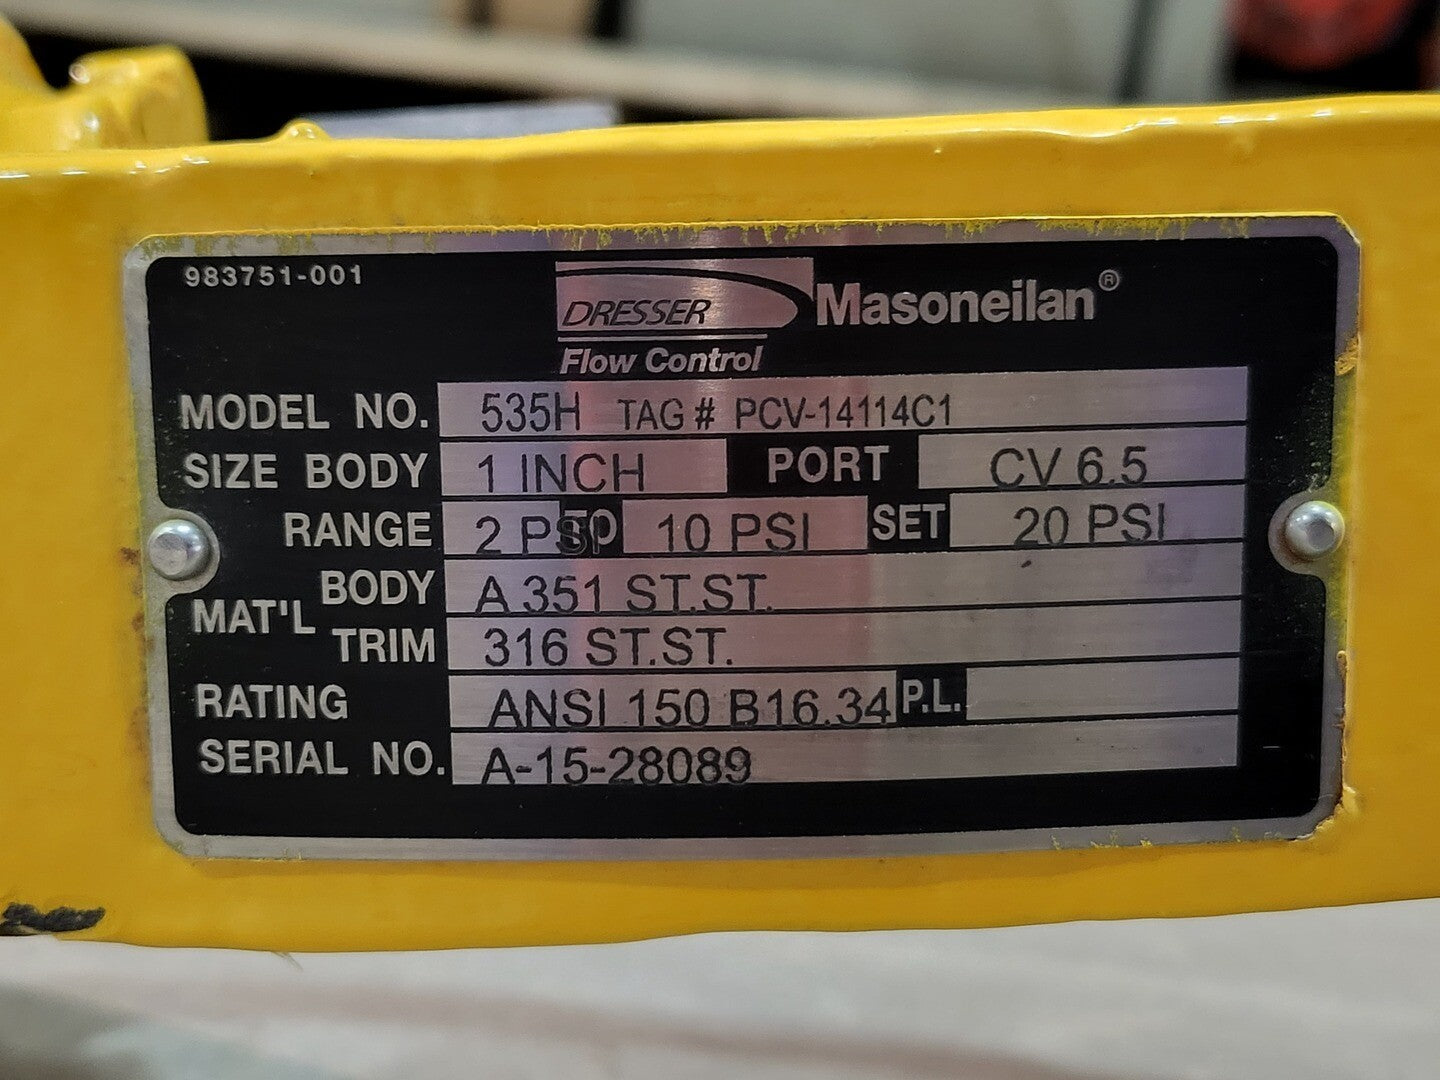 983751-001
DRESSER Masoneilan®
Flow Control
MODEL NO. 535H TAG # PCV-14114C1
SIZE BODY 1 INCH PORT CV 6.5
RANGE 2 PSI TO 10 PSI SET 20 PSI
MAT'L BODY A 351 ST.ST.
TRIM 316 ST.ST.
RATING ANSI 150 B16.34 P.L.
SERIAL NO. A-15-28089